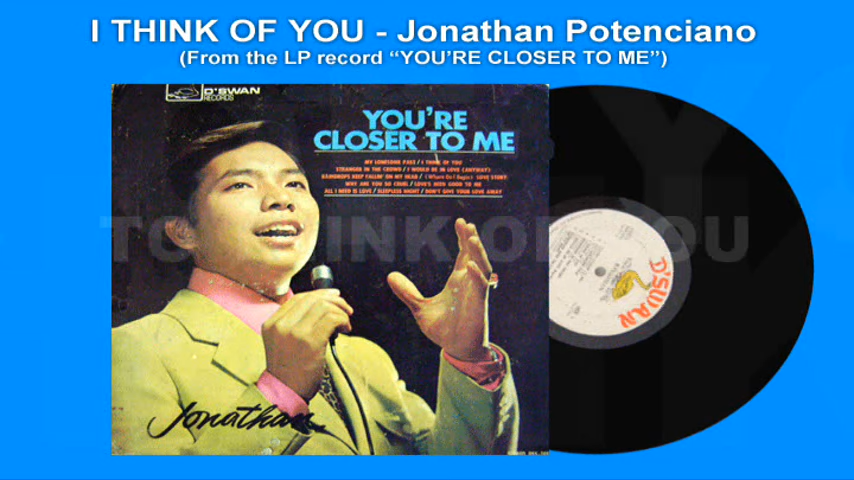 I THINK OF YOU - Jonathan Potenciano
(From the LP record “YOU’RE CLOSER TO ME”)
D'SWAN
RECORDS
YOU'RE
CLOSER TO ME
MY LONESOME PAST / I THINK OF YOU
STRANGER IN THE CROWD / I WOULD BE IN LOVE (ANYWAY)
RAINDROPS KEEP FALLIN' ON MY HEAD / (Where Do I Begin) LOVE STORY
WHY ARE YOU SO CRUEL / LOVE'S BEEN GOOD TO ME
ALL I NEED IS LOVE / SLEEPLESS NIGHT / DON'T GIVE YOUR LOVE AWAY
Jonathan
D'SWAN